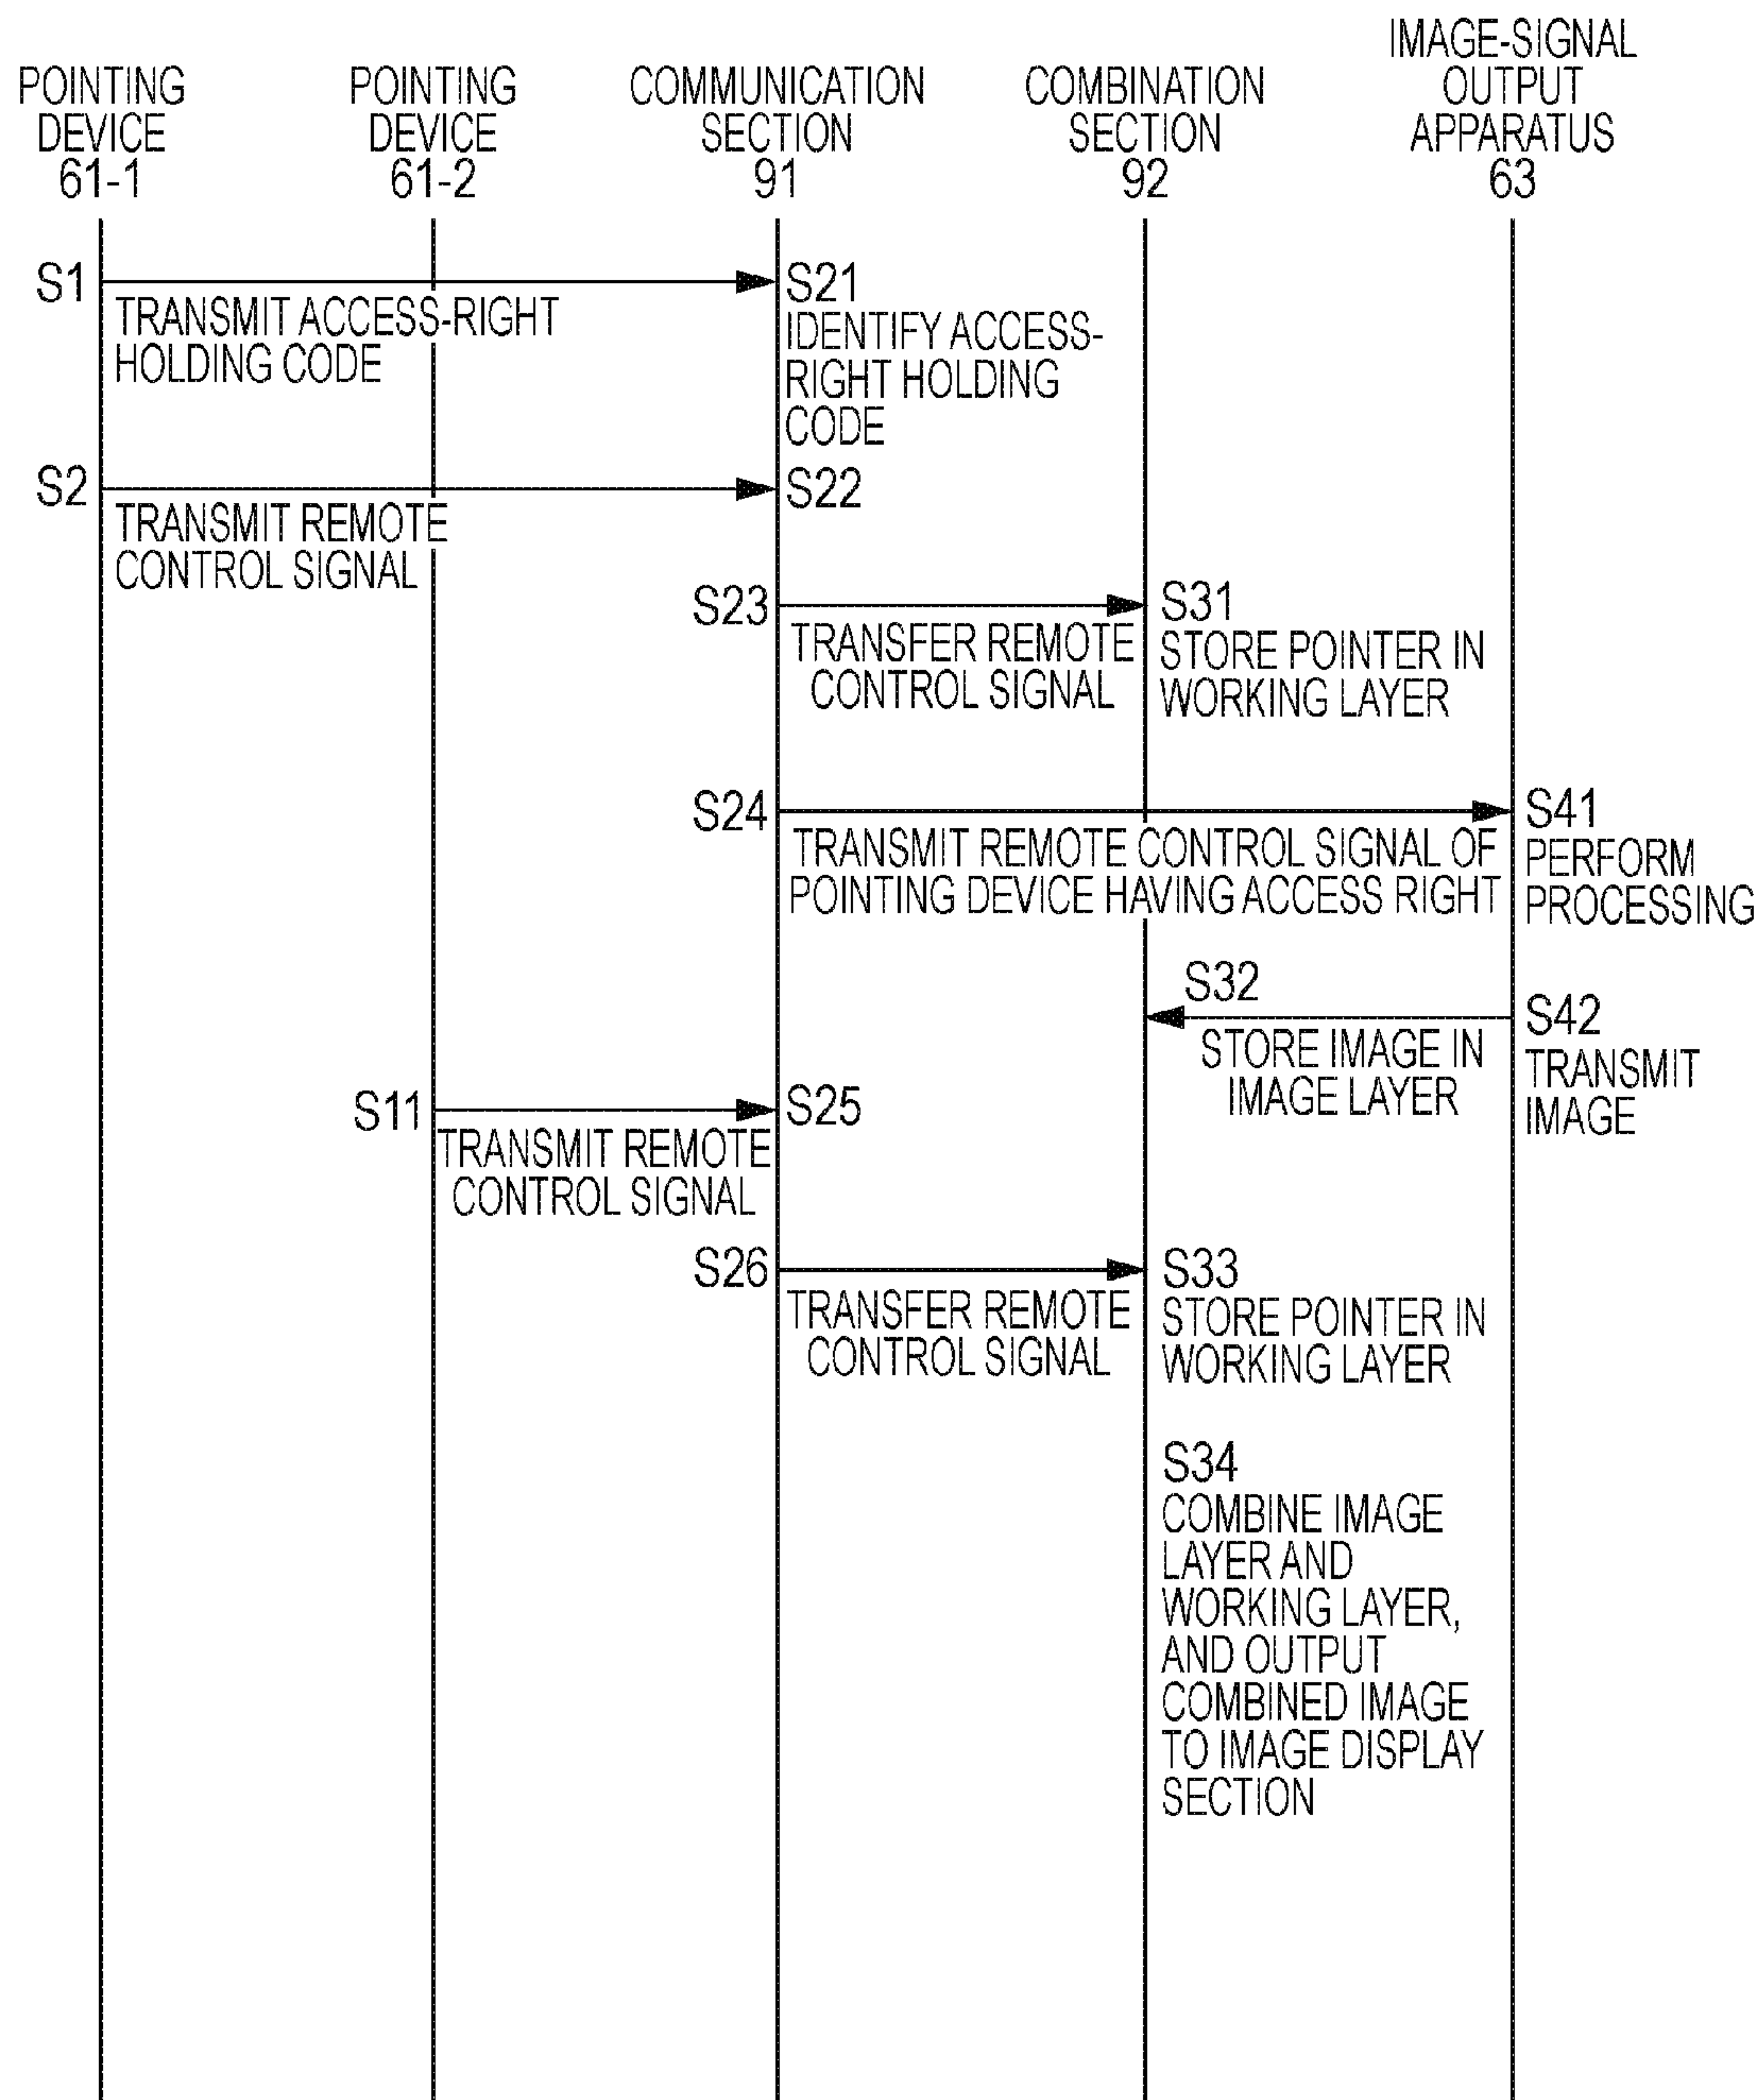 POINTING
DEVICE
61-1
POINTING
DEVICE
61-2
COMMUNICATION
SECTION
91
COMBINATION
SECTION
92
IMAGE-SIGNAL
OUTPUT
APPARATUS
63
S1
TRANSMIT ACCESS-RIGHT
HOLDING CODE
S21
IDENTIFY ACCESS-
RIGHT HOLDING
CODE
S2
TRANSMIT REMOTE
CONTROL SIGNAL
S22
S23
TRANSFER REMOTE
CONTROL SIGNAL
S31
STORE POINTER IN
WORKING LAYER
S24
TRANSMIT REMOTE CONTROL SIGNAL OF
POINTING DEVICE HAVING ACCESS RIGHT
S41
PERFORM
PROCESSING
S32
STORE IMAGE IN
IMAGE LAYER
S42
TRANSMIT
IMAGE
S11
TRANSMIT REMOTE
CONTROL SIGNAL
S25
S26
TRANSFER REMOTE
CONTROL SIGNAL
S33
STORE POINTER IN
WORKING LAYER
S34
COMBINE IMAGE
LAYER AND
WORKING LAYER,
AND OUTPUT
COMBINED IMAGE
TO IMAGE DISPLAY
SECTION